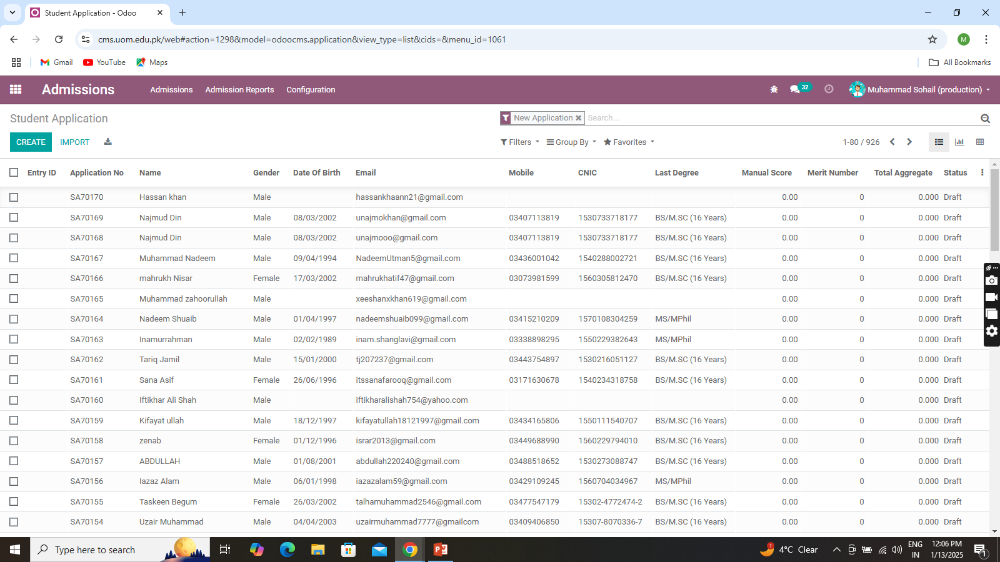 Student Application - Odoo
cms.uom.edu.pk/web#action=1298&model=odoocms.application&view_type=list&cids=&menu_id=1061
M
Gmail YouTube Maps All Bookmarks
Admissions Admissions Admission Reports Configuration 32 Muhammad Sohail (production)
Student Application New Application Search...
CREATE IMPORT Filters Group By Favorites 1-80 / 926
Entry ID Application No Name Gender Date Of Birth Email Mobile CNIC Last Degree Manual Score Merit Number Total Aggregate Status
SA70170 Hassan khan Male hassankhaann21@gmail.com 0.00 0 0.000 Draft
SA70169 Najmud Din Male 08/03/2002 unajmokhan@gmail.com 03407113819 1530733718177 BS/M.SC (16 Years) 0.00 0 0.000 Draft
SA70168 Najmud Din Male 08/03/2002 unajmooo@gmail.com 03407113819 1530733718177 BS/M.SC (16 Years) 0.00 0 0.000 Draft
SA70167 Muhammad Nadeem Male 09/04/1994 NadeemUtman5@gmail.com 03436001042 1540288002721 BS/M.SC (16 Years) 0.00 0 0.000 Draft
SA70166 mahrukh Nisar Female 17/03/2002 mahrukhatif47@gmail.com 03073981599 1560305812470 BS/M.SC (16 Years) 0.00 0 0.000 Draft
SA70165 Muhammad zahoorullah Male xeeshanxkhan619@gmail.com 0.00 0 0.000 Draft
SA70164 Nadeem Shuaib Male 01/04/1997 nadeemshuaib099@gmail.com 03415210209 1570108304259 MS/MPhil 0.00 0 0.000 Draft
SA70163 Inamurrahman Male 02/02/1989 inam.shanglavi@gmail.com 03338898295 1550229382643 MS/MPhil 0.00 0 0.000 Draft
SA70162 Tariq Jamil Male 15/01/2000 tj207237@gmail.com 03443754897 1530216051127 BS/M.SC (16 Years) 0.00 0 0.000 Draft
SA70161 Sana Asif Female 26/06/1996 itssanafarooq@gmail.com 03171630678 1540234318758 BS/M.SC (16 Years) 0.00 0 0.000 Draft
SA70160 Iftikhar Ali Shah Male iftikharalishah754@yahoo.com 0.00 0 0.000 Draft
SA70159 Kifayat ullah Male 18/12/1997 kifayatullah18121997@gmail.com 03434165806 1550111540707 BS/M.SC (16 Years) 0.00 0 0.000 Draft
SA70158 zenab Female 01/12/1996 israr2013@gmail.com 03449688990 1560229794010 BS/M.SC (16 Years) 0.00 0 0.000 Draft
SA70157 ABDULLAH Male 01/08/2001 abdullah220240@gmail.com 03488518652 1530273088747 BS/M.SC (16 Years) 0.00 0 0.000 Draft
SA70156 Iazaz Alam Male 06/01/1998 iazazalam59@gmail.com 03429109245 1560704034967 MS/MPhil 0.00 0 0.000 Draft
SA70155 Taskeen Begum Female 26/03/2002 talhamuhammad2546@gmail.com 03477547179 15302-4772474-2 BS/M.SC (16 Years) 0.00 0 0.000 Draft
SA70154 Uzair Muhammad Male 04/04/2003 uzairmuhammad7777@gmailcom 03409406850 15307-8070336-7 BS/M.SC (16 Years) 0.00 0 0.000 Draft
Type here to search 1 4°C Clear ENG IN 12:06 PM 1/13/2025 1